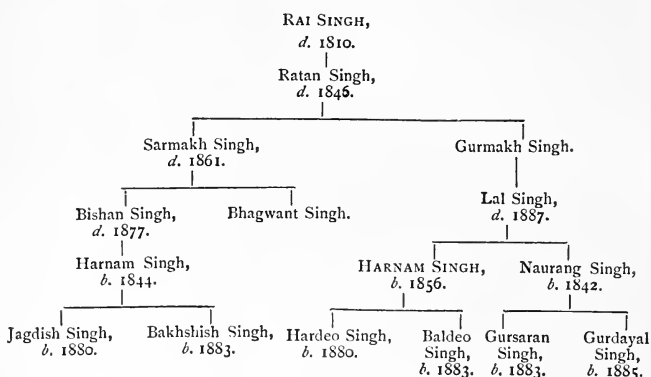 RAI SINGH,
d. 1810.
Ratan Singh,
d. 1846.
Sarmakh Singh,
d. 1861.
Gurmakh Singh.
Bishan Singh,
d. 1877.
Bhagwant Singh.
Lal Singh,
d. 1887.
Harnam Singh,
b. 1844.
HARNAM SINGH,
b. 1856.
Naurang Singh,
b. 1842.
Jagdish Singh,
b. 1880.
Bakhshish Singh,
b. 1883.
Hardeo Singh,
b. 1880.
Baldeo
Singh,
b. 1883.
Gursaran
Singh,
b. 1883.
Gurdayal
Singh,
b. 1885.